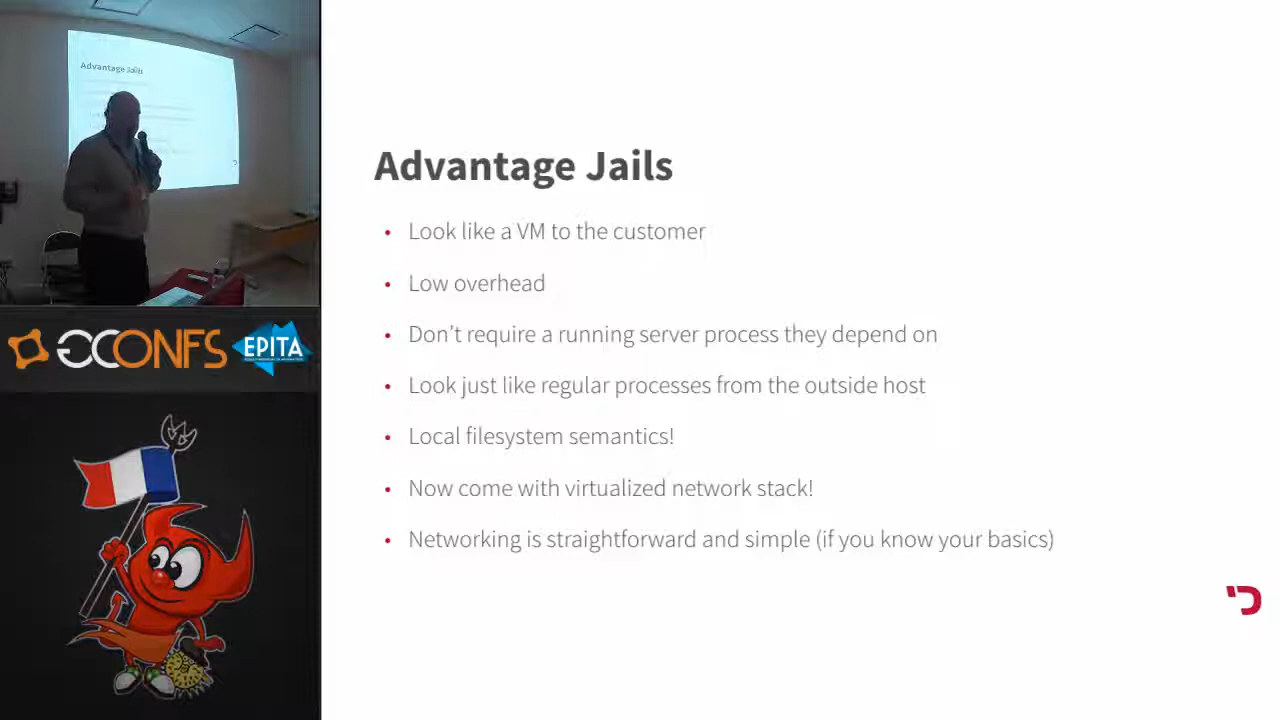 Advantage Jails
Advantage Jails
• Look like a VM to the customer
• Low overhead
• Don't require a running server process they depend on
• Look just like regular processes from the outside host
• Local filesystem semantics!
• Now come with virtualized network stack!
• Networking is straightforward and simple (if you know your basics)
GCONFS
EPITA